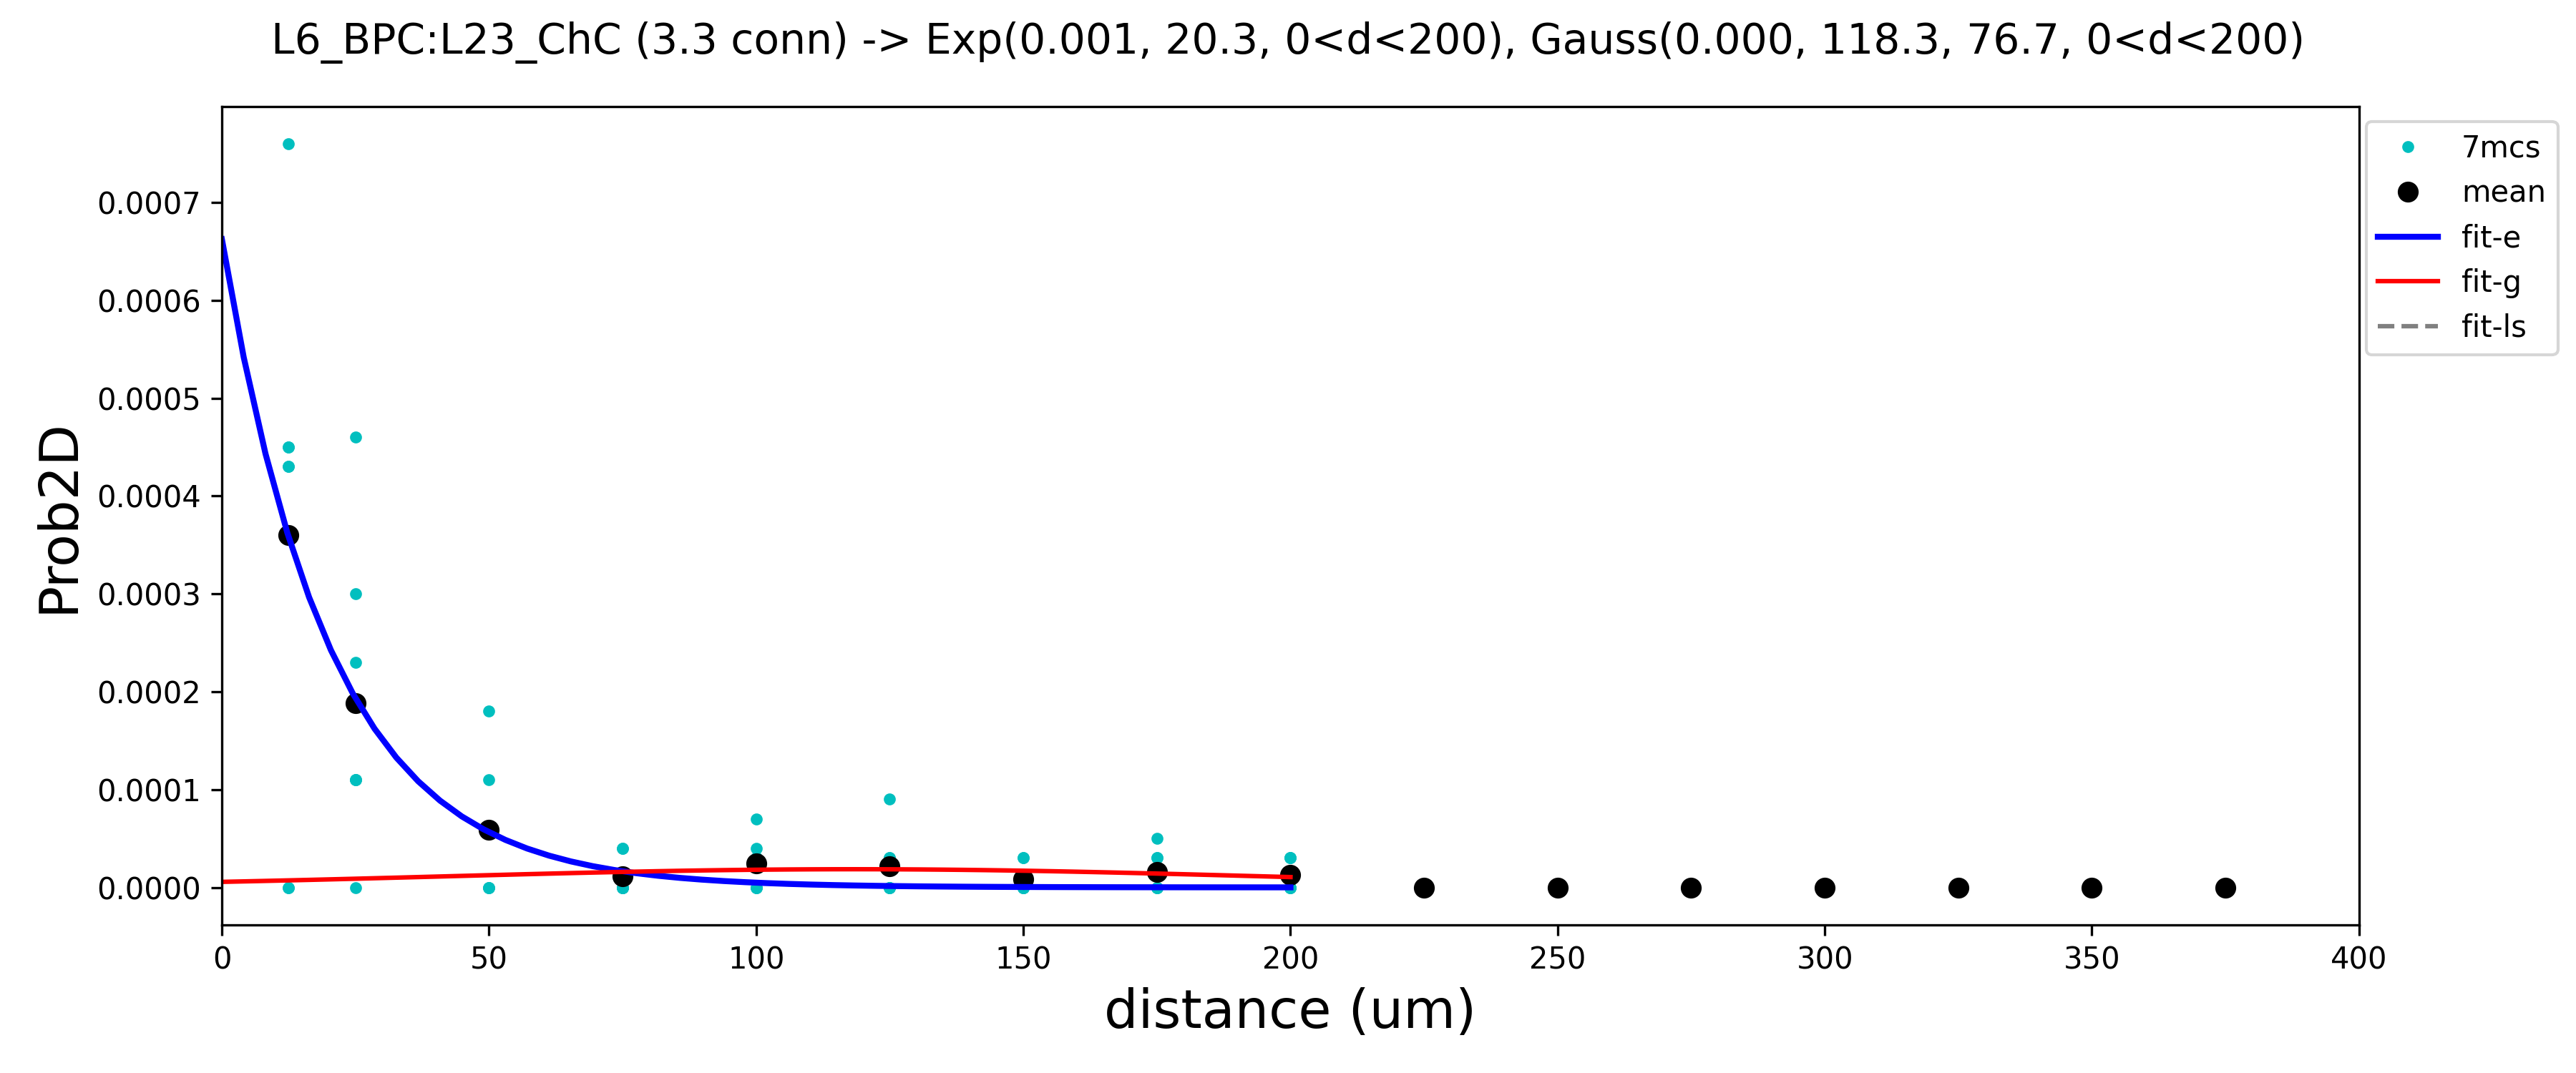 L6_BPC:L23_ChC (3.3 conn) -> Exp(0.001, 20.3, 0<d<200), Gauss(0.000, 118.3, 76.7, 0<d<200)
7mcs
mean
fit-e
fit-g
fit-ls
Prob2D
0.0007
0.0006
0.0005
0.0004
0.0003
0.0002
0.0001
0.0000
0 50 100 150 200 250 300 350 400
distance (um)